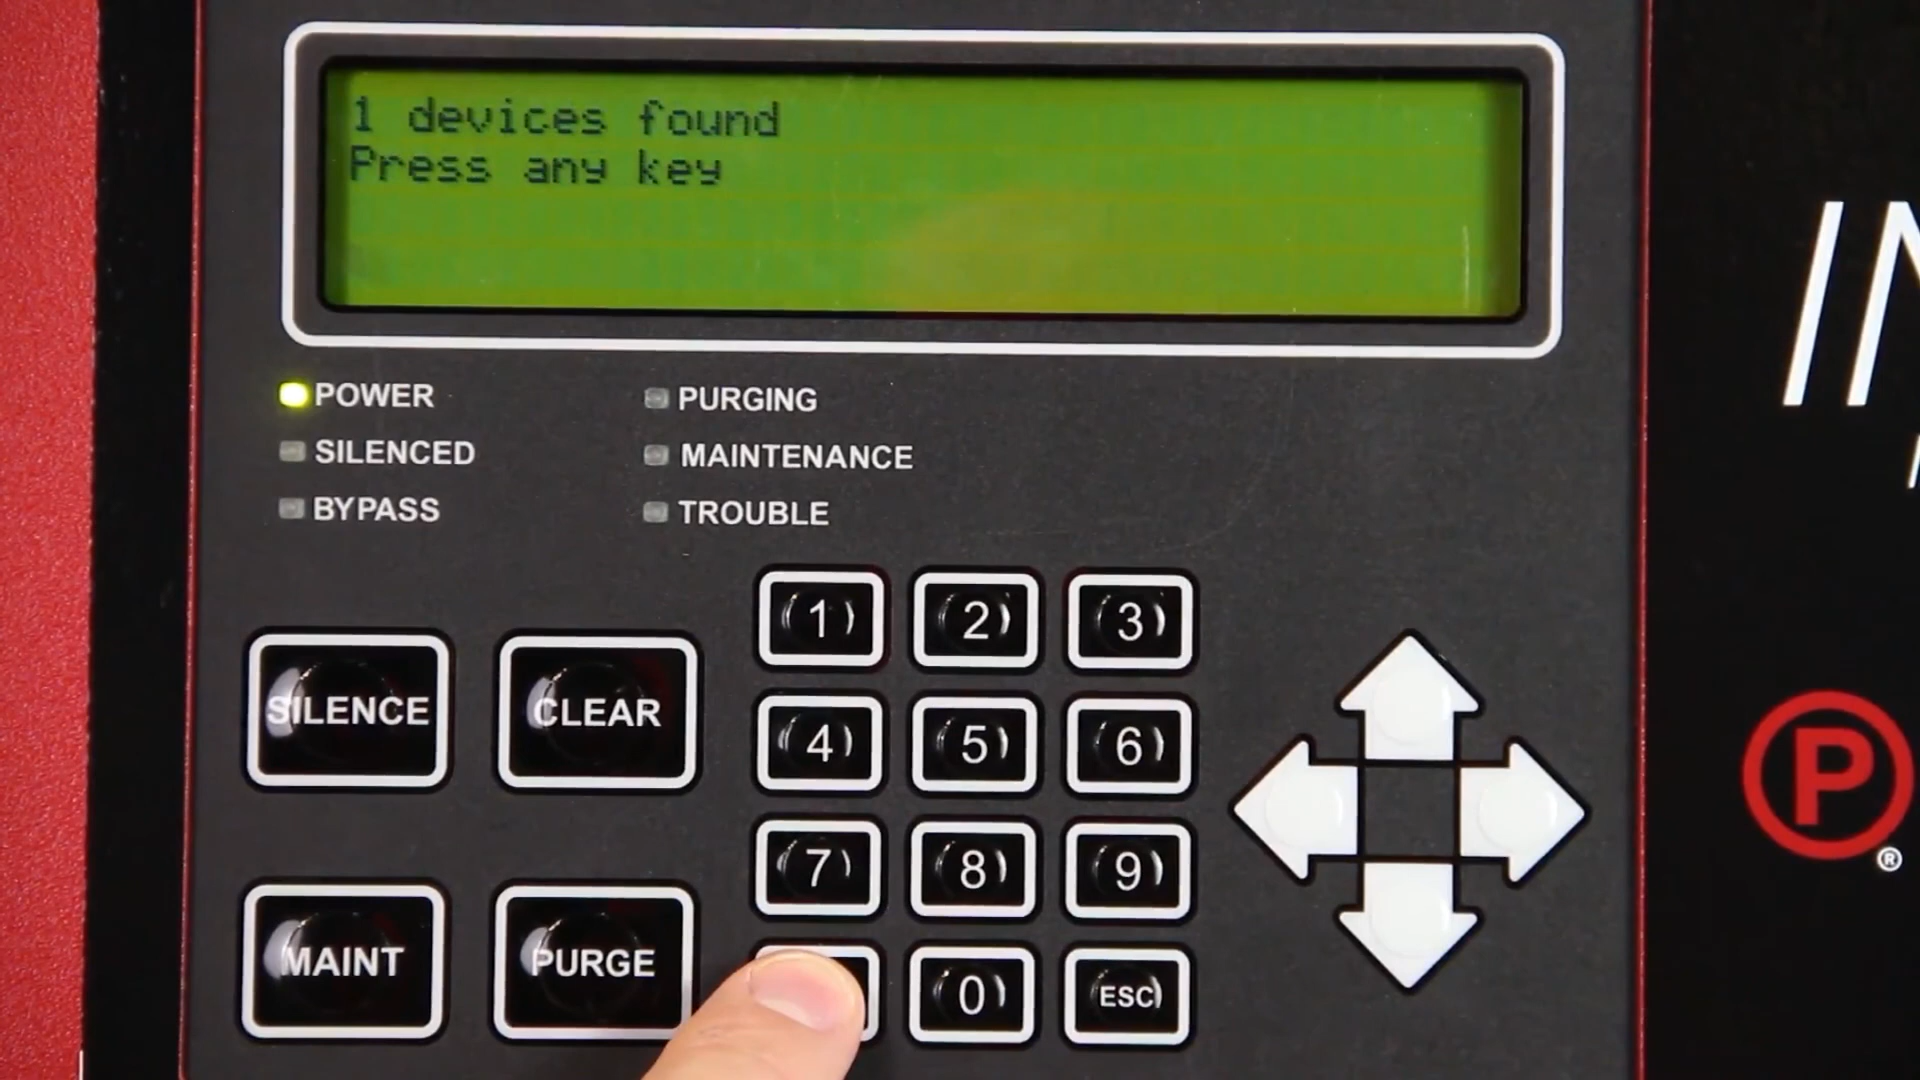 1 devices found
Press any key
POWER
PURGING
SILENCED
MAINTENANCE
BYPASS
TROUBLE
1 2 3
SILENCE CLEAR
4 5 6
7 8 9
MAINT PURGE
0 ESC
P
®